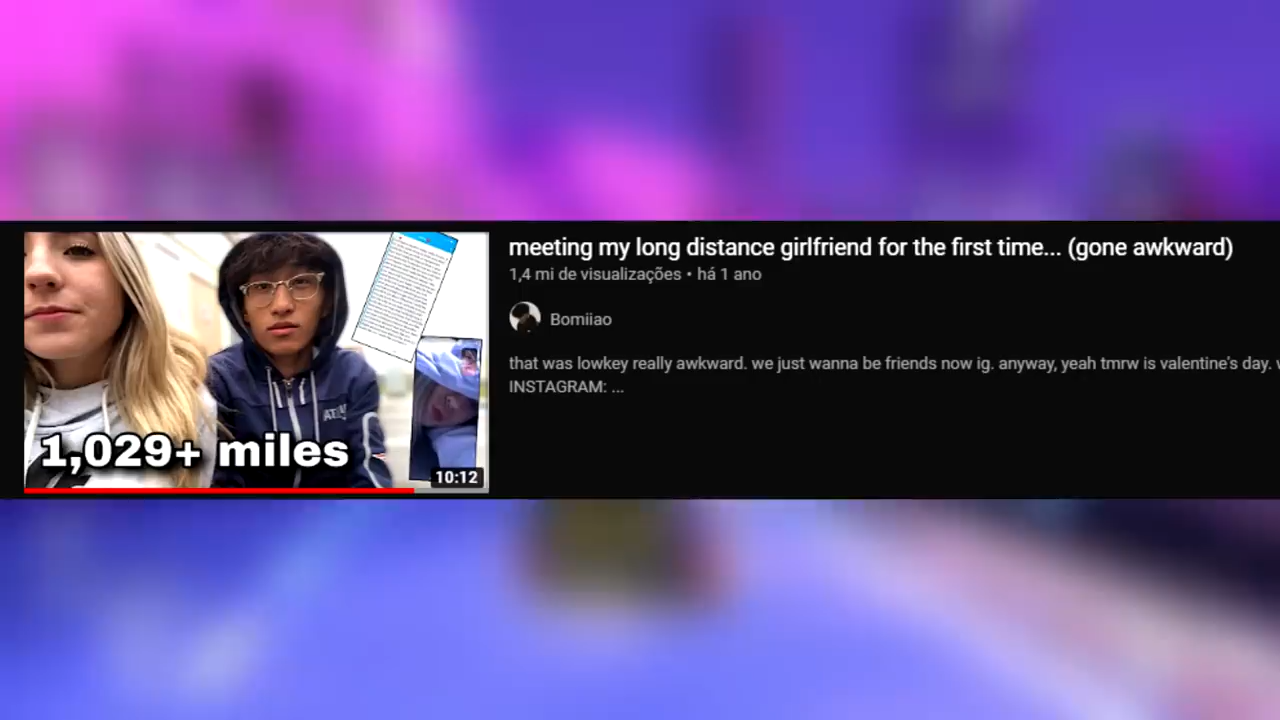 meeting my long distance girlfriend for the first time... (gone awkward)
1,4 mi de visualizações • há 1 ano
Bomiiao
that was lowkey really awkward. we just wanna be friends now ig. anyway, yeah tmrw is valentine's day.
INSTAGRAM: ...
1,029+ miles
10:12